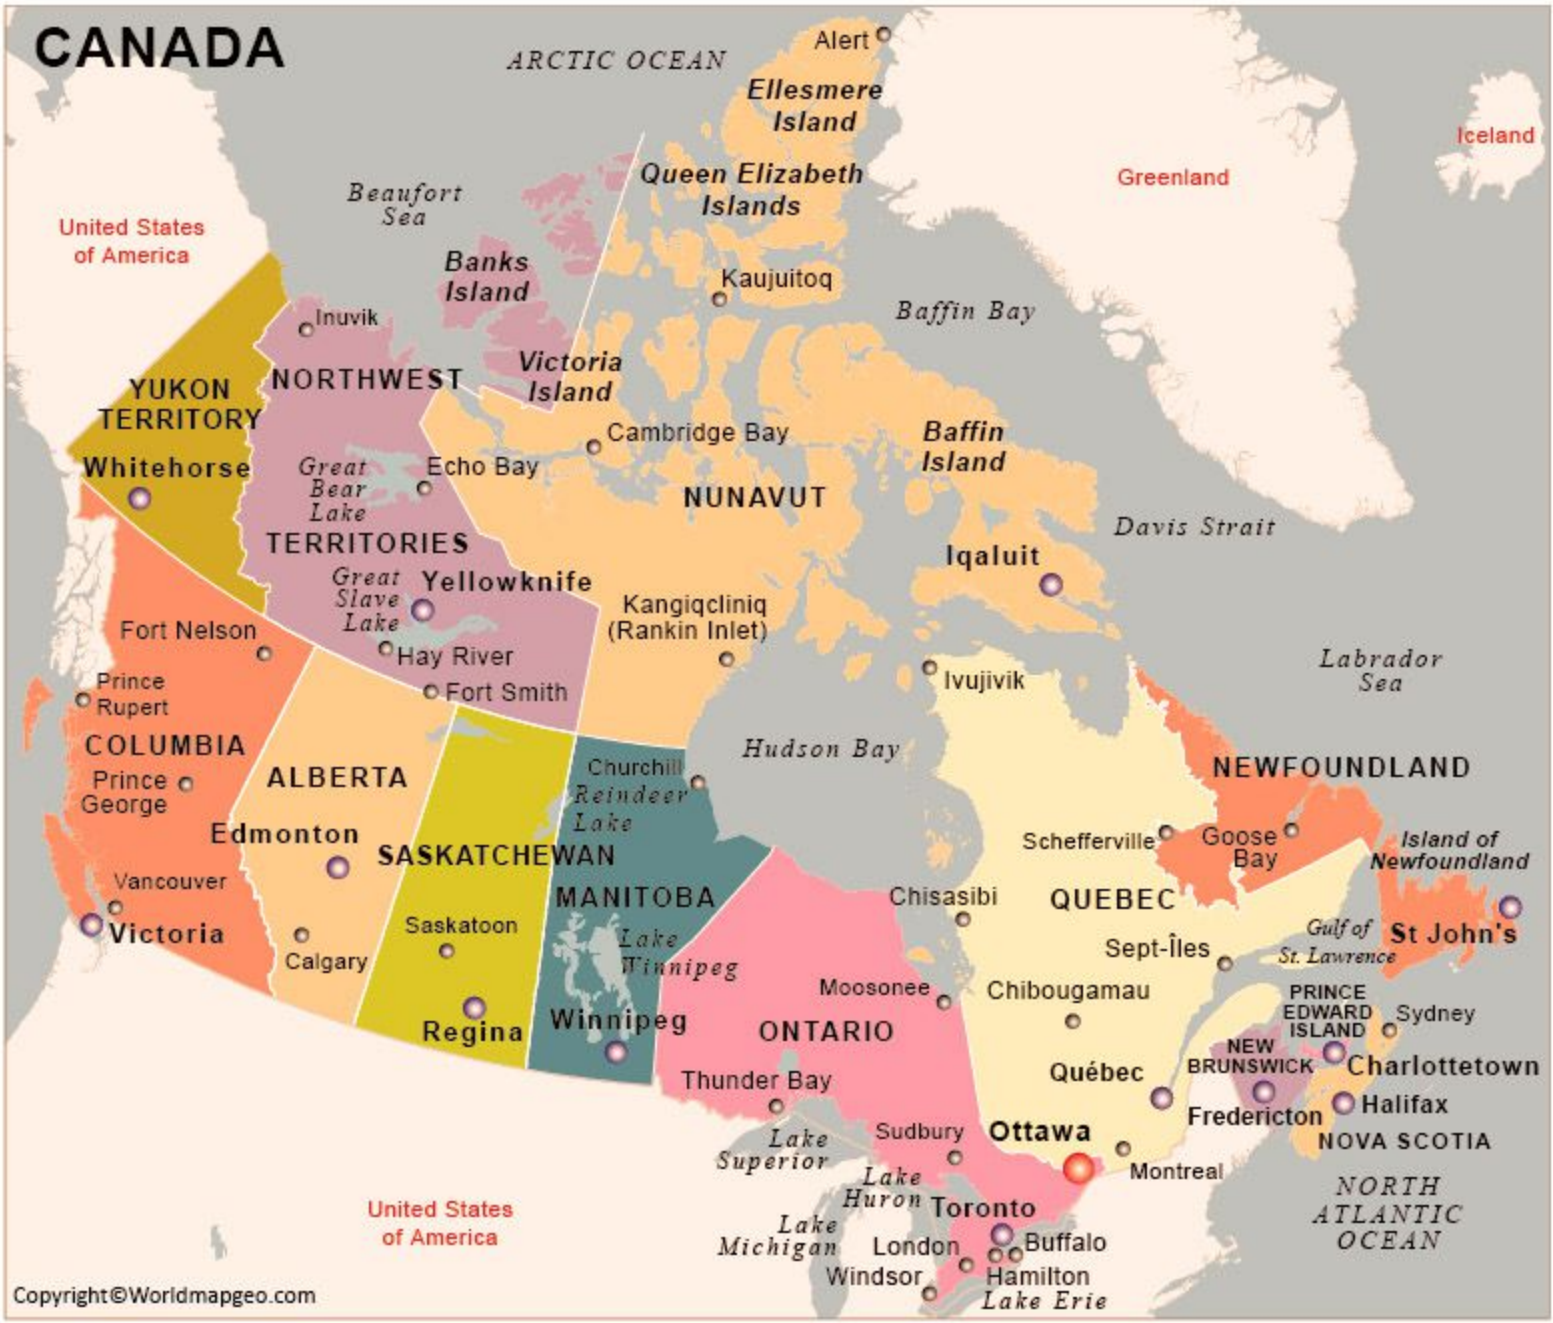 CANADA
ARCTIC OCEAN
Alert
Ellesmere
Island
Iceland
Queen Elizabeth
Islands
Greenland
Beaufort
Sea
United States
of America
Banks
Island
Kaujuitoq
Baffin Bay
Inuvik
Victoria
Island
NORTHWEST
YUKON
TERRITORY
Cambridge Bay
Baffin
Island
Whitehorse
Great
Bear
Lake
Echo Bay
NUNAVUT
Davis Strait
TERRITORIES
Iqaluit
Great
Slave
Lake
Yellowknife
Kangiqcliniq
(Rankin Inlet)
Fort Nelson
Hay River
Labrador
Sea
Prince
Rupert
Fort Smith
Ivujivik
COLUMBIA
Hudson Bay
Prince
George
ALBERTA
Churchill
Reindeer
Lake
NEWFOUNDLAND
Edmonton
SASKATCHEWAN
Schefferville
Goose
Bay
Island of
Newfoundland
Vancouver
MANITOBA
Chisasibi
QUEBEC
Victoria
Saskatoon
Lake
Winnipeg
Gulf of
St. Lawrence
St John's
Calgary
Sept-Îles
Moosonee
Chibougamau
PRINCE
EDWARD
ISLAND
Sydney
Regina
Winnipeg
ONTARIO
NEW
BRUNSWICK
Charlottetown
Thunder Bay
Québec
Fredericton
Halifax
Lake
Superior
Sudbury
Ottawa
NOVA SCOTIA
Montreal
Lake
Huron
NORTH
ATLANTIC
OCEAN
United States
of America
Toronto
Lake
Michigan
London
Buffalo
Windsor
Hamilton
Lake Erie
Copyright©Worldmapgeo.com